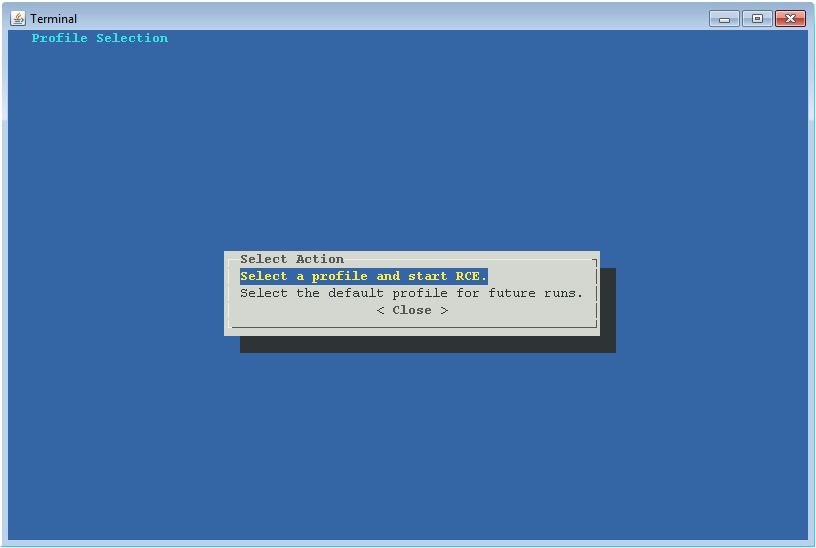 Terminal
Profile Selection
Select Action
Select a profile and start RCE.
Select the default profile for future runs.
< Close >